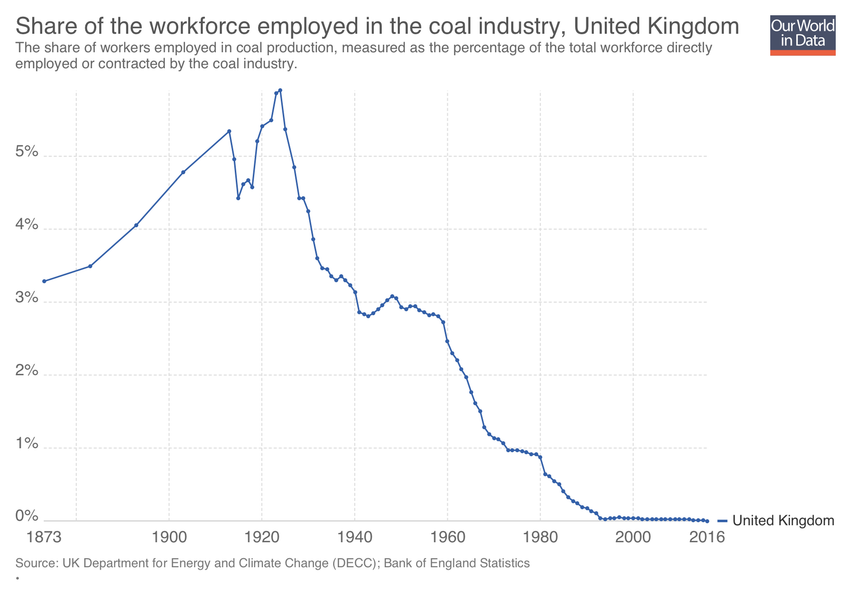 Share of the workforce employed in the coal industry, United Kingdom
The share of workers employed in coal production, measured as the percentage of the total workforce directly
employed or contracted by the coal industry.
Our World
in Data
5%
4%
3%
2%
1%
0%
1873
1900
1920
1940
1960
1980
2000
2016
United Kingdom
Source: UK Department for Energy and Climate Change (DECC); Bank of England Statistics
•